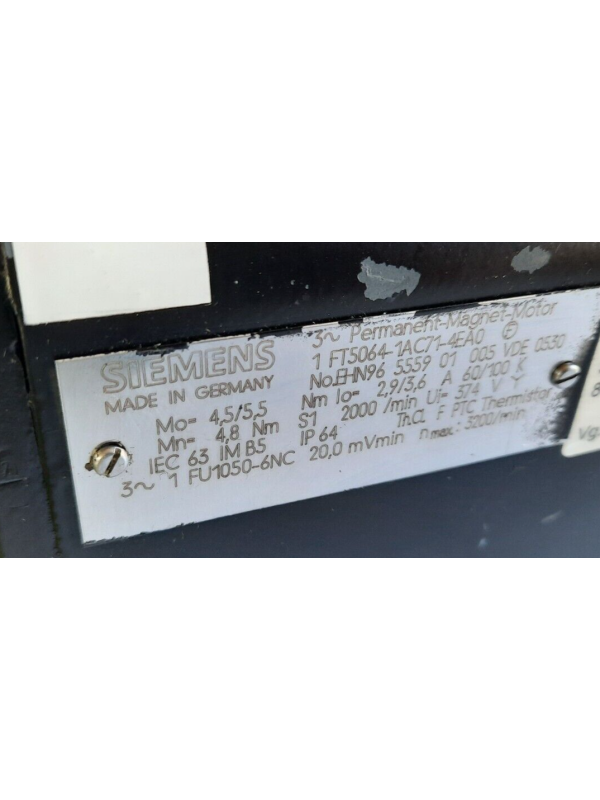 SIEMENS
MADE IN GERMANY
3~ Permanent-Magnet-Motor
1 FT5064-1AC71-4EA0 F
No.EHN96 5559 01 005 VDE 0530
Mo= 4,5/5,5 Nm Io= 2,9/3,6 A 60/100 K
Mn= 4,8 Nm S1 2000 /min UI= 374 V Y
IEC 63 IM B5 IP 64 Th.CL F PTC Thermistor
3~ 1 FU1050-6NC 20,0 mVmin nmax.: 3200/min
Vg